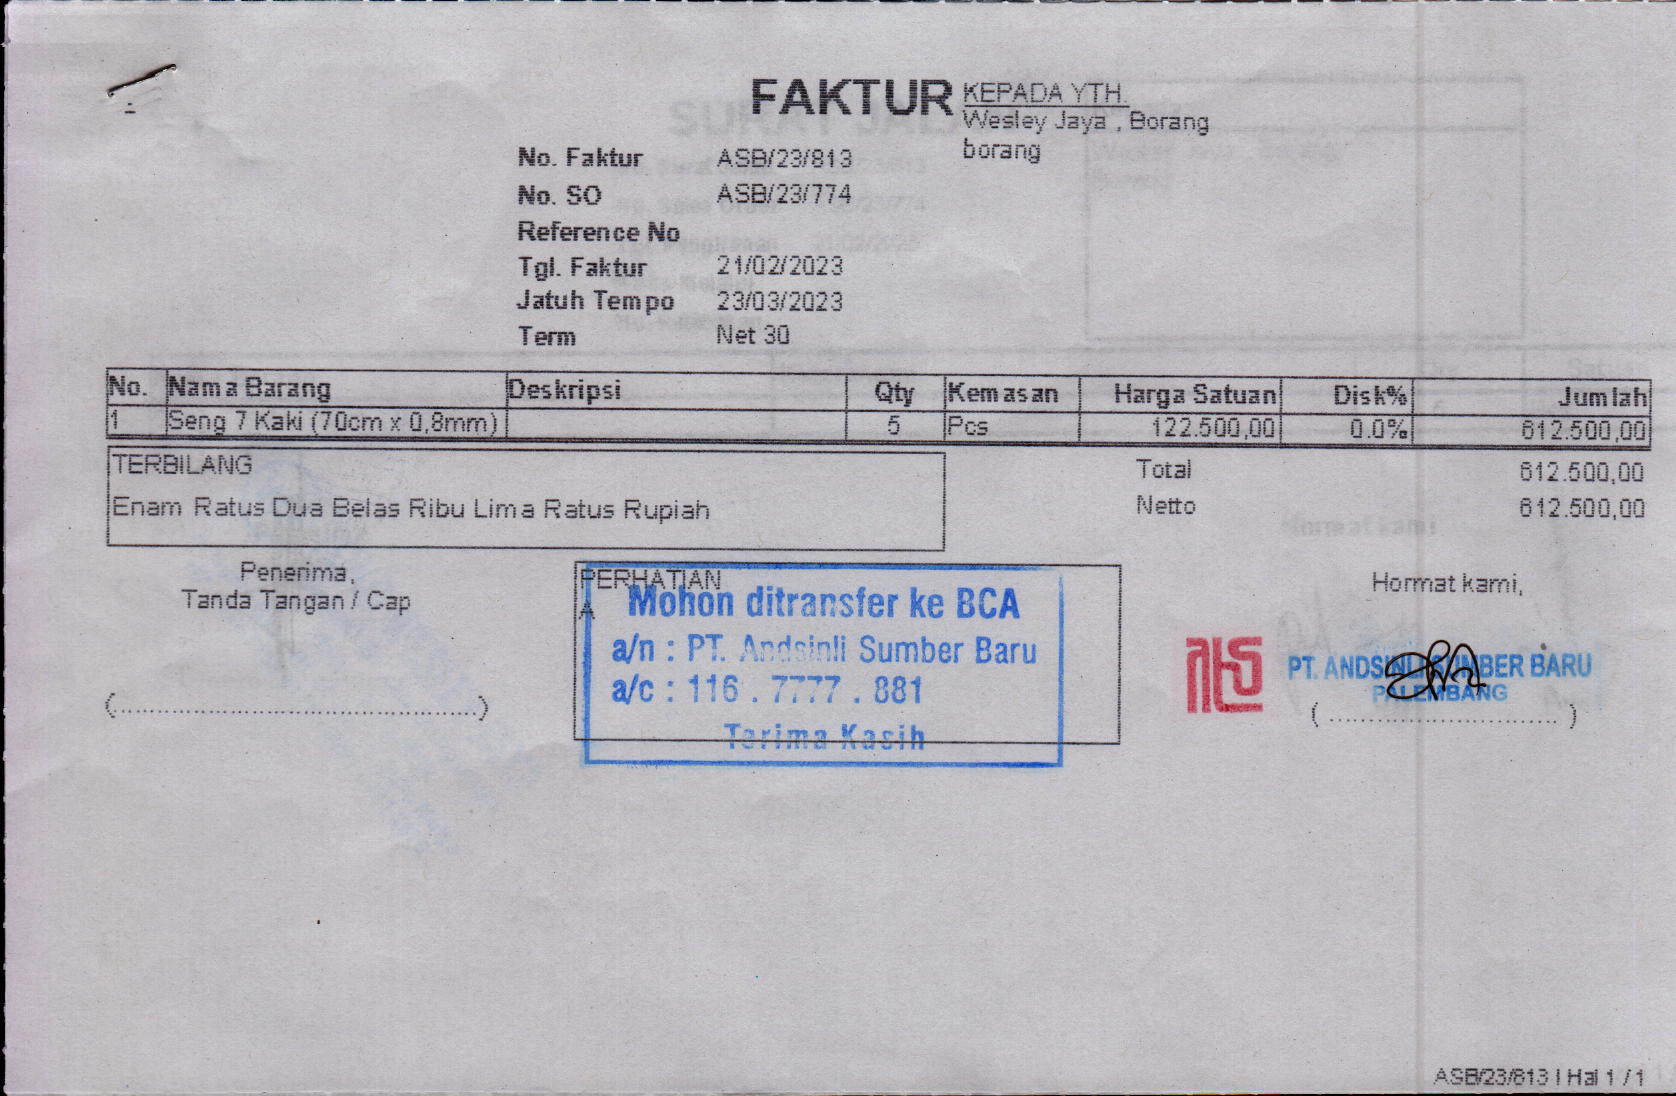 FAKTUR
KEPADA YTH.
Wesley Jaya , Borang
borang
No. Faktur ASB/23/813
No. SO ASB/23/774
Reference No
Tgl. Faktur 21/02/2023
Jatuh Tempo 23/03/2023
Term Net 30
No. Nama Barang Deskripsi Qty Kemasan Harga Satuan Disk% Jumlah
1 Seng 7 Kaki (70cm x 0,8mm) 5 Pcs 122.500,00 0.0% 612.500,00
TERBILANG
Enam Ratus Dua Belas Ribu Lima Ratus Rupiah
Total 612.500,00
Netto 612.500,00
Penerima,
Tanda Tangan / Cap
(........................................)
PERHATIAN
A
Mohon ditransfer ke BCA
a/n : PT. Andsinli Sumber Baru
a/c : 116 . 7777 . 881
Terima Kasih
Hormat kami,
PT. ANDSINLI SUMBER BARU
PALEMBANG
( ............................ )
ASB/23/813 | Hal 1 / 1